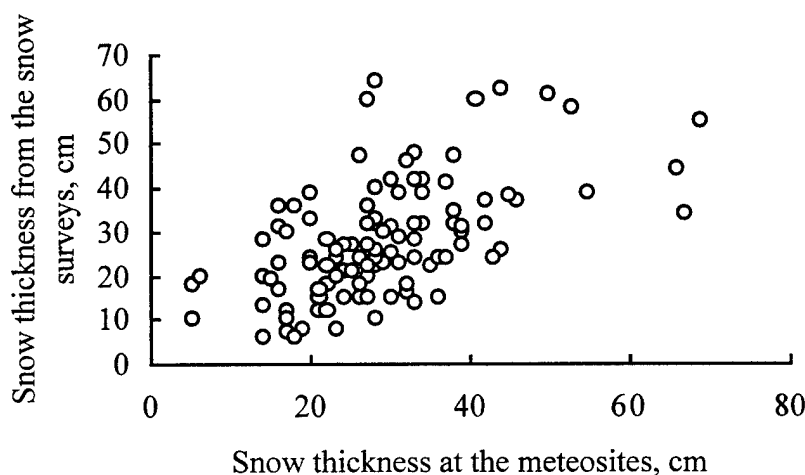 Snow thickness from the snow
surveys, cm
70
60
50
40
30
20
10
0
0 20 40 60 80
Snow thickness at the meteosites, cm